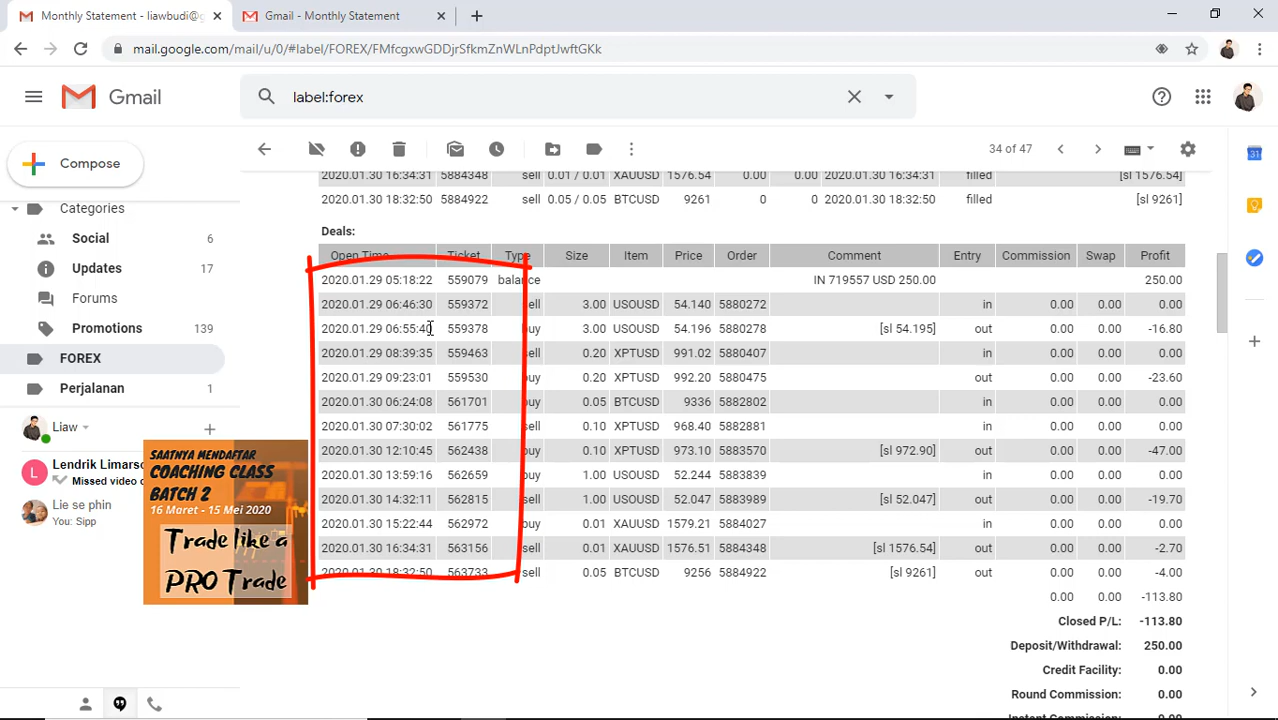 Monthly Statement - liawbudi@g
Gmail - Monthly Statement
mail.google.com/mail/u/0/#label/FOREX/FMfcgxwGDDjrSfkmZnWLnPdptJwftGKk
Gmail
label:forex
Compose
34 of 47
Categories
Social 6
Updates 17
Forums
Promotions 139
FOREX
Perjalanan 1
Liaw
Lendrik Limarso
Missed video c
Lie se phin
You: Sipp
SAATNYA MENDAFTAR
COACHING CLASS
BATCH 2
16 Maret - 15 Mei 2020
Trade like a
PRO Trade
2020.01.30 16:34:31 5884348 sell 0.01 / 0.01 XAUUSD 1576.54 0.00 0.00 2020.01.30 16:34:31 filled [sl 1576.54]
2020.01.30 18:32:50 5884922 sell 0.05 / 0.05 BTCUSD 9261 0 0 2020.01.30 18:32:50 filled [sl 9261]
Deals:
Open Time Ticket Type Size Item Price Order Comment Entry Commission Swap Profit
2020.01.29 05:18:22 559079 balance IN 719557 USD 250.00 250.00
2020.01.29 06:46:30 559372 sell 3.00 USOUSD 54.140 5880272 in 0.00 0.00 0.00
2020.01.29 06:55:40 559378 buy 3.00 USOUSD 54.196 5880278 [sl 54.195] out 0.00 0.00 -16.80
2020.01.29 08:39:35 559463 sell 0.20 XPTUSD 991.02 5880407 in 0.00 0.00 0.00
2020.01.29 09:23:01 559530 buy 0.20 XPTUSD 992.20 5880475 out 0.00 0.00 -23.60
2020.01.30 06:24:08 561701 buy 0.05 BTCUSD 9336 5882802 in 0.00 0.00 0.00
2020.01.30 07:30:02 561775 sell 0.10 XPTUSD 968.40 5882881 in 0.00 0.00 0.00
2020.01.30 12:10:45 562438 buy 0.10 XPTUSD 973.10 5883570 [sl 972.90] out 0.00 0.00 -47.00
2020.01.30 13:59:16 562659 buy 1.00 USOUSD 52.244 5883839 in 0.00 0.00 0.00
2020.01.30 14:32:11 562815 sell 1.00 USOUSD 52.047 5883989 [sl 52.047] out 0.00 0.00 -19.70
2020.01.30 15:22:44 562972 buy 0.01 XAUUSD 1579.21 5884027 in 0.00 0.00 0.00
2020.01.30 16:34:31 563156 sell 0.01 XAUUSD 1576.51 5884348 [sl 1576.54] out 0.00 0.00 -2.70
2020.01.30 18:32:50 563733 sell 0.05 BTCUSD 9256 5884922 [sl 9261] out 0.00 0.00 -4.00
0.00 0.00 -113.80
Closed P/L: -113.80
Deposit/Withdrawal: 250.00
Credit Facility: 0.00
Round Commission: 0.00
Instant Commission: 0.00